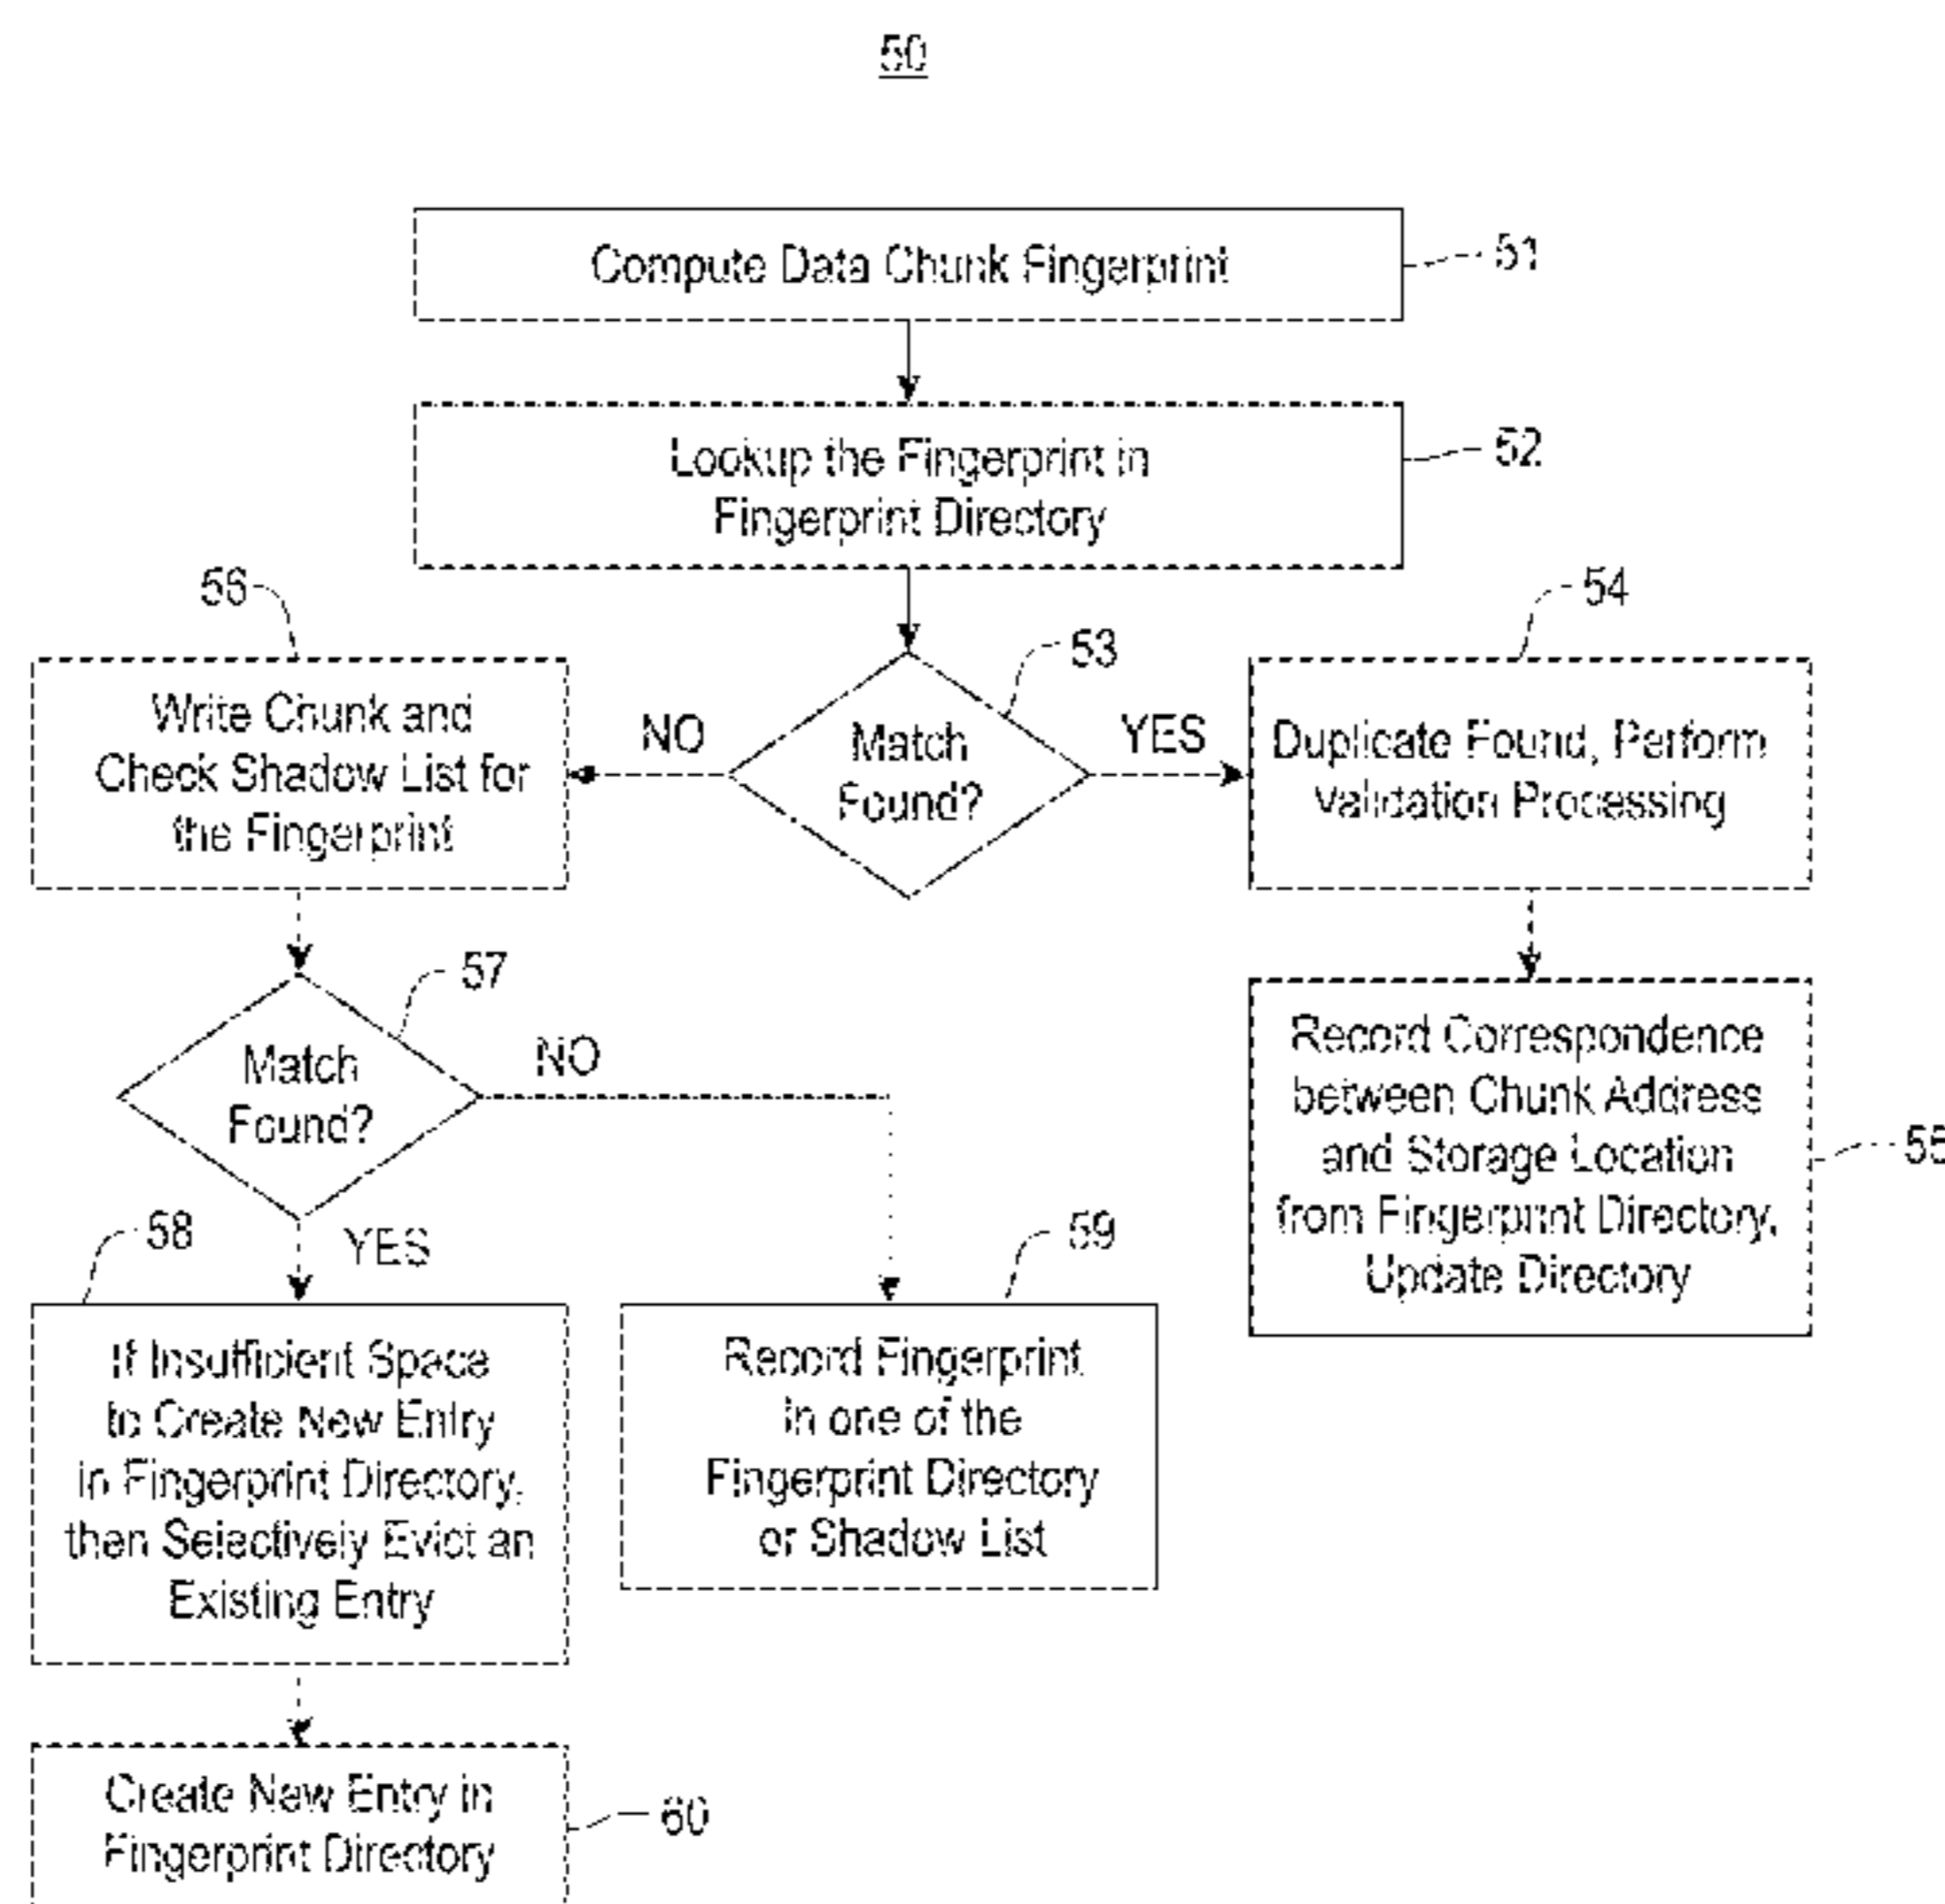 50
Compute Data Chunk Fingerprint
51
Lookup the Fingerprint in
Fingerprint Directory
52
56
Write Chunk and
Check Shadow List for
the Fingerprint
NO
53
Match
Found?
YES
54
Duplicate Found, Perform
Validation Processing
57
Match
Found?
NO
Record Correspondence
between Chunk Address
and Storage Location
from Fingerprint Directory,
Update Directory
55
58
YES
If Insufficient Space
to Create New Entry
in Fingerprint Directory,
then Selectively Evict an
Existing Entry
59
Record Fingerprint
in one of the
Fingerprint Directory
or Shadow List
Create New Entry in
Fingerprint Directory
60